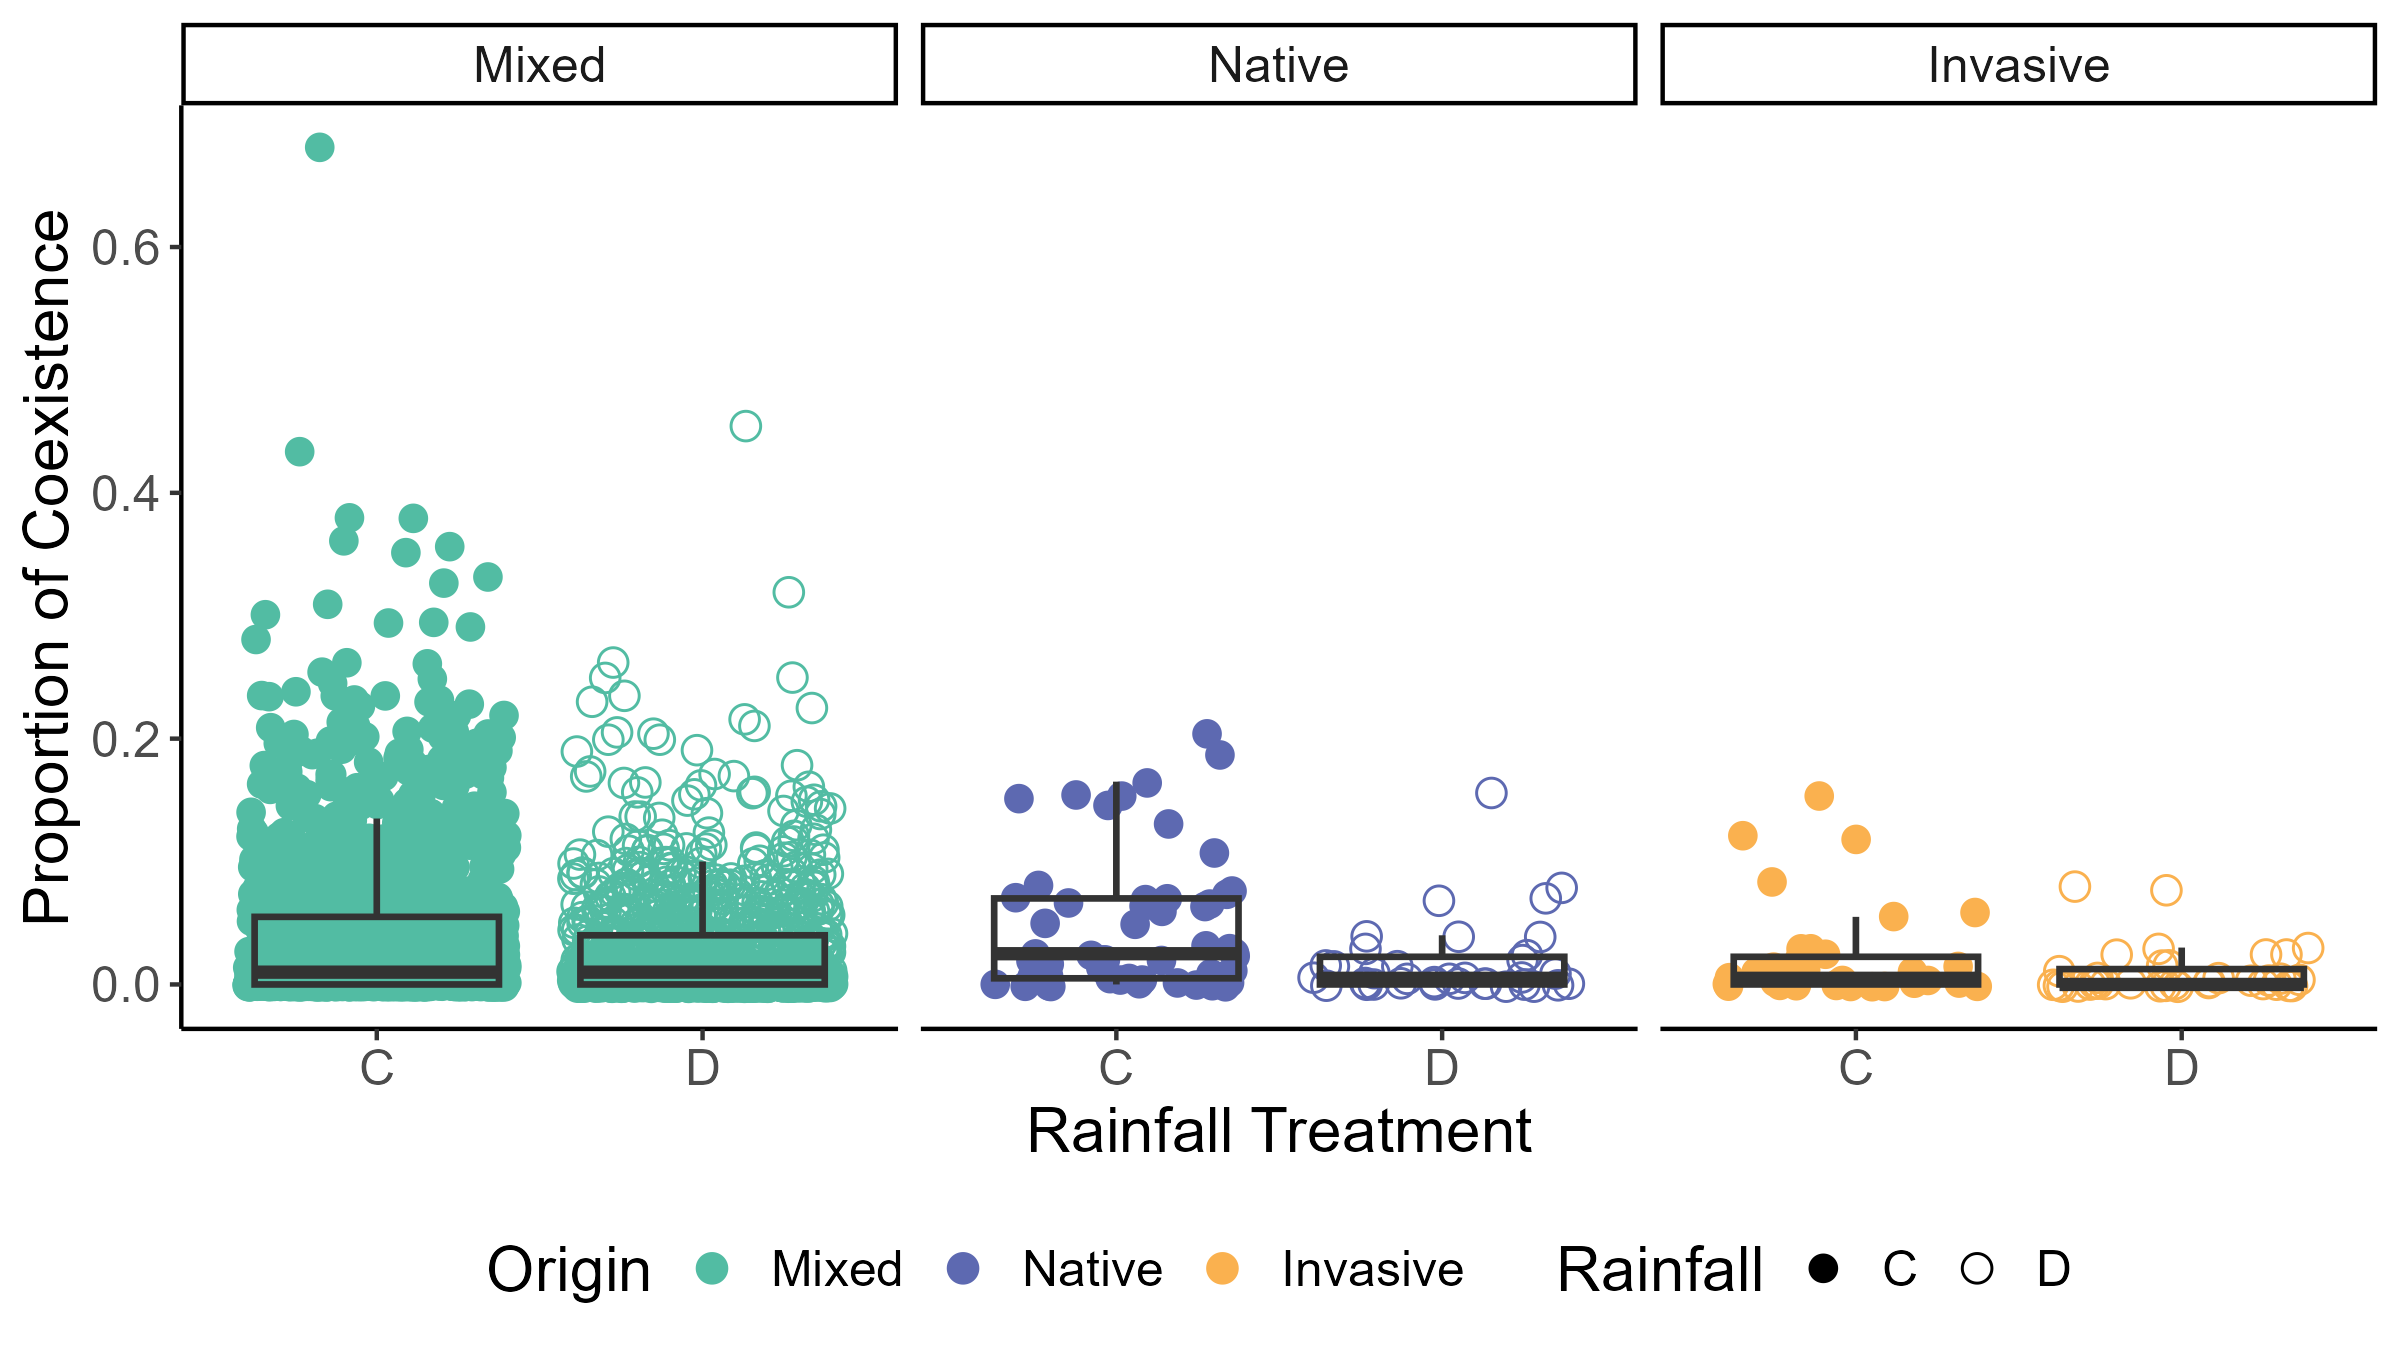 Mixed Native Invasive
Proportion of Coexistence
0.6
0.4
0.2
0.0
C D C D C D
Rainfall Treatment
Origin Mixed Native Invasive Rainfall C D